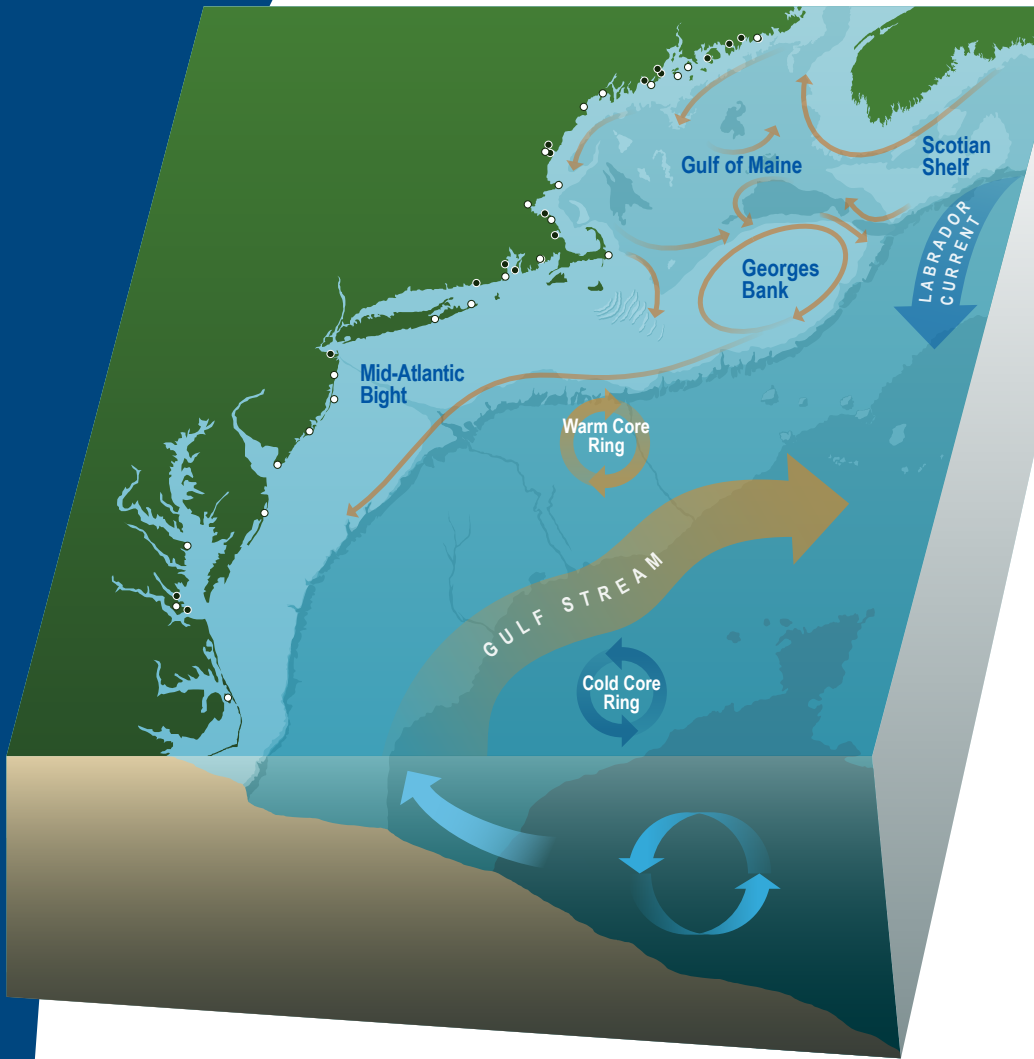 Gulf of Maine
Scotian
Shelf
LABRADOR
CURRENT
Georges
Bank
Mid-Atlantic
Bight
Warm Core
Ring
GULF STREAM
Cold Core
Ring